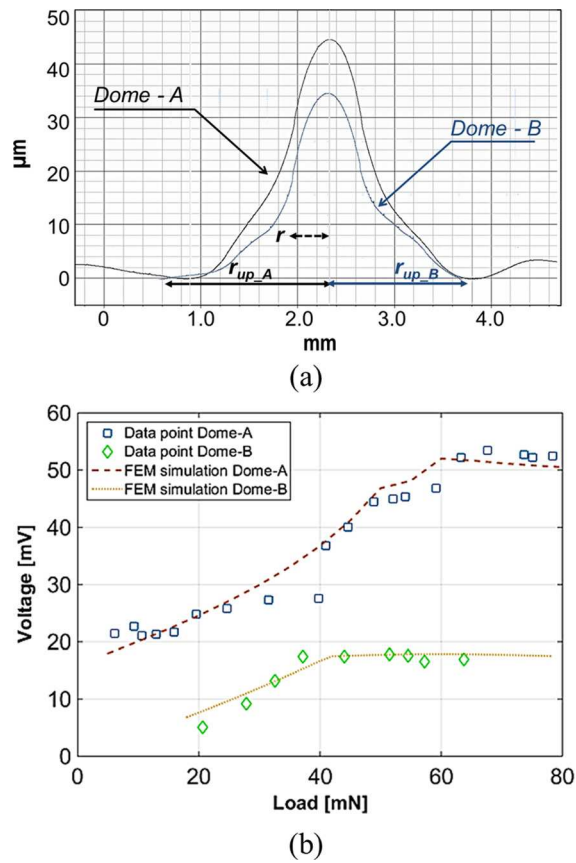 50
40
30
20
10
0
µm
Dome - A
Dome - B
r
r_up_A
r_up_B
0 1.0 2.0 3.0 4.0
mm
(a)
60
50
40
30
20
10
0
Voltage [mV]
Data point Dome-A
Data point Dome-B
FEM simulation Dome-A
FEM simulation Dome-B
0 20 40 60 80
Load [mN]
(b)